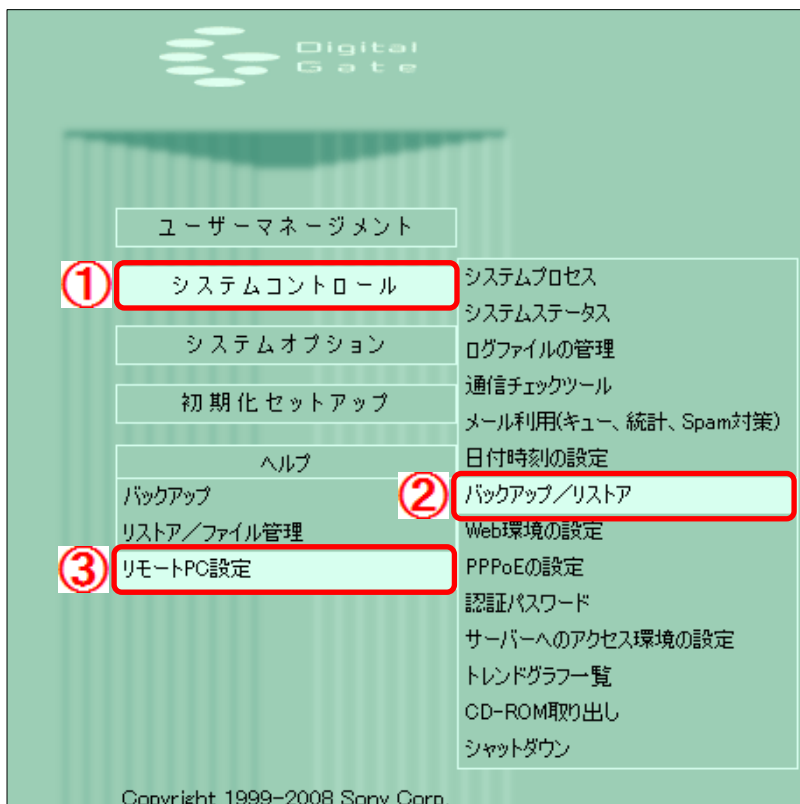 Digital
Gate
ユーザーマネージメント
① システムコントロール
システムオプション
初期化セットアップ
ヘルプ
バックアップ
リストア／ファイル管理
③ リモートPC設定
システムプロセス
システムステータス
ログファイルの管理
通信チェックツール
メール利用(キュー、統計、Spam対策)
日付時刻の設定
② バックアップ／リストア
Web環境の設定
PPPoEの設定
認証パスワード
サーバーへのアクセス環境の設定
トレンドグラフ一覧
CD-ROM取り出し
シャットダウン
Copyright 1999-2008 Sony Corp.